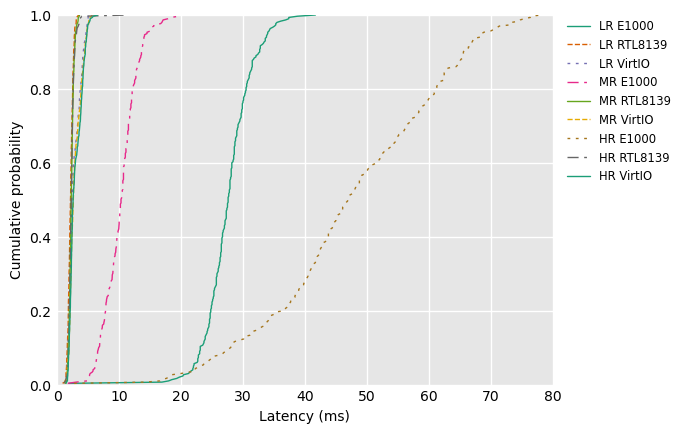 1.0
0.8
0.6
0.4
0.2
0.0
Cumulative probability
0 10 20 30 40 50 60 70 80
Latency (ms)
LR E1000
LR RTL8139
LR VirtIO
MR E1000
MR RTL8139
MR VirtIO
HR E1000
HR RTL8139
HR VirtIO